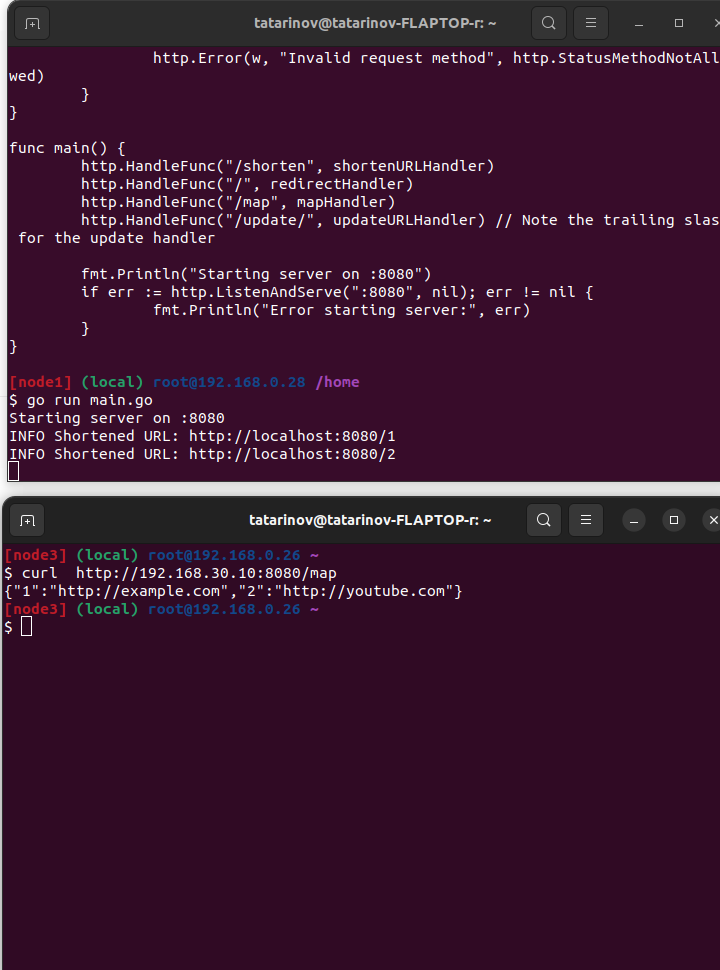 tatarinov@tatarinov-FLAPTOP-r: ~
http.Error(w, "Invalid request method", http.StatusMethodNotAll
wed)
}
}
func main() {
http.HandleFunc("/shorten", shortenURLHandler)
http.HandleFunc("/", redirectHandler)
http.HandleFunc("/map", mapHandler)
http.HandleFunc("/update/", updateURLHandler) // Note the trailing slas
for the update handler
fmt.Println("Starting server on :8080")
if err := http.ListenAndServe(":8080", nil); err != nil {
fmt.Println("Error starting server:", err)
}
}
[node1] (local) root@192.168.0.28 /home
$ go run main.go
Starting server on :8080
INFO Shortened URL: http://localhost:8080/1
INFO Shortened URL: http://localhost:8080/2
tatarinov@tatarinov-FLAPTOP-r: ~
[node3] (local) root@192.168.0.26 ~
$ curl  http://192.168.30.10:8080/map
{"1":"http://example.com","2":"http://youtube.com"}
[node3] (local) root@192.168.0.26 ~
$